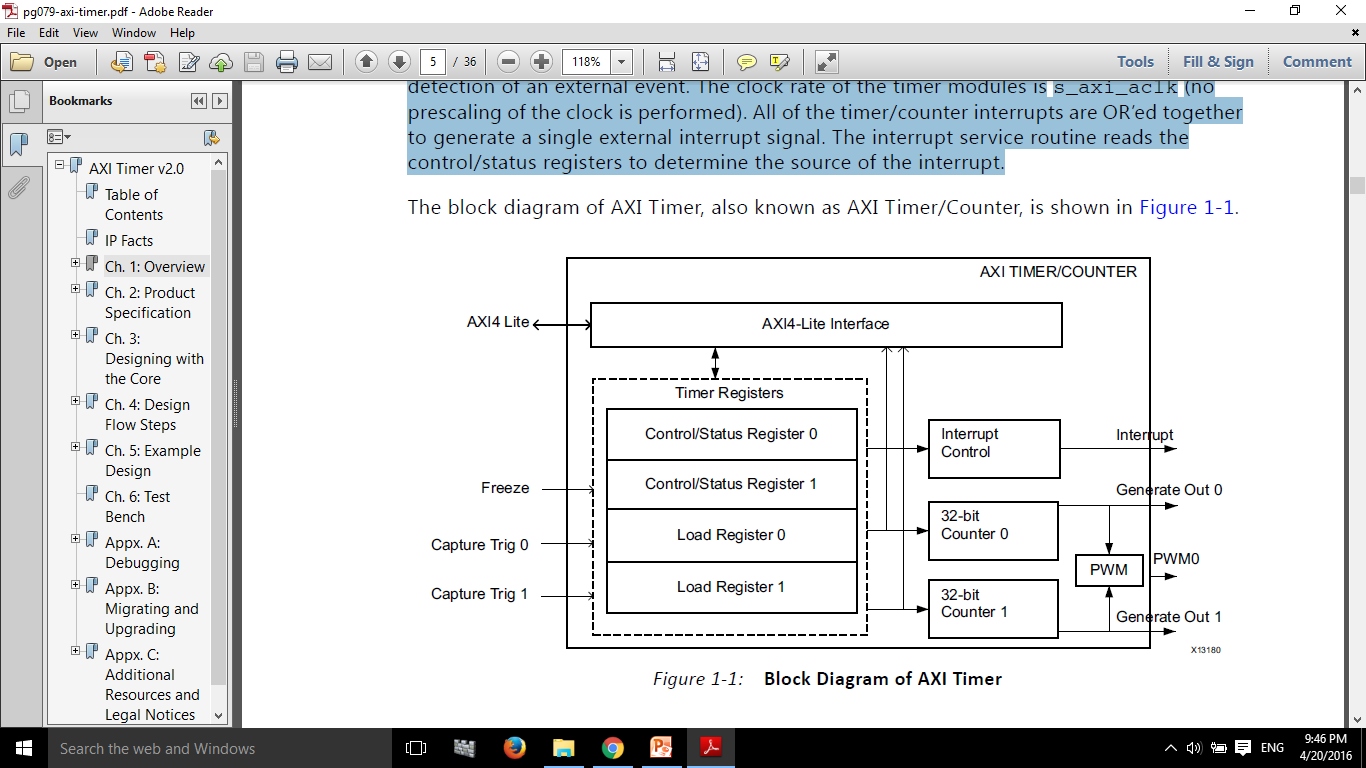 pg079-axi-timer.pdf - Adobe Reader
File Edit View Window Help
Open 5 / 36 118% Tools Fill & Sign Comment
Bookmarks
AXI Timer v2.0
Table of
Contents
IP Facts
Ch. 1: Overview
Ch. 2: Product
Specification
Ch. 3:
Designing with
the Core
Ch. 4: Design
Flow Steps
Ch. 5: Example
Design
Ch. 6: Test
Bench
Appx. A:
Debugging
Appx. B:
Migrating and
Upgrading
Appx. C:
Additional
Resources and
Legal Notices
detection of an external event. The clock rate of the timer modules is s_axi_aclk (no
prescaling of the clock is performed). All of the timer/counter interrupts are OR'ed together
to generate a single external interrupt signal. The interrupt service routine reads the
control/status registers to determine the source of the interrupt.
The block diagram of AXI Timer, also known as AXI Timer/Counter, is shown in Figure 1-1.
AXI TIMER/COUNTER
AXI4 Lite
AXI4-Lite Interface
Timer Registers
Control/Status Register 0
Control/Status Register 1
Load Register 0
Load Register 1
Freeze
Capture Trig 0
Capture Trig 1
Interrupt
Control
Interrupt
32-bit
Counter 0
Generate Out 0
PWM
PWM0
32-bit
Counter 1
Generate Out 1
X13180
Figure 1-1: Block Diagram of AXI Timer
Search the web and Windows
ENG
9:46 PM
4/20/2016